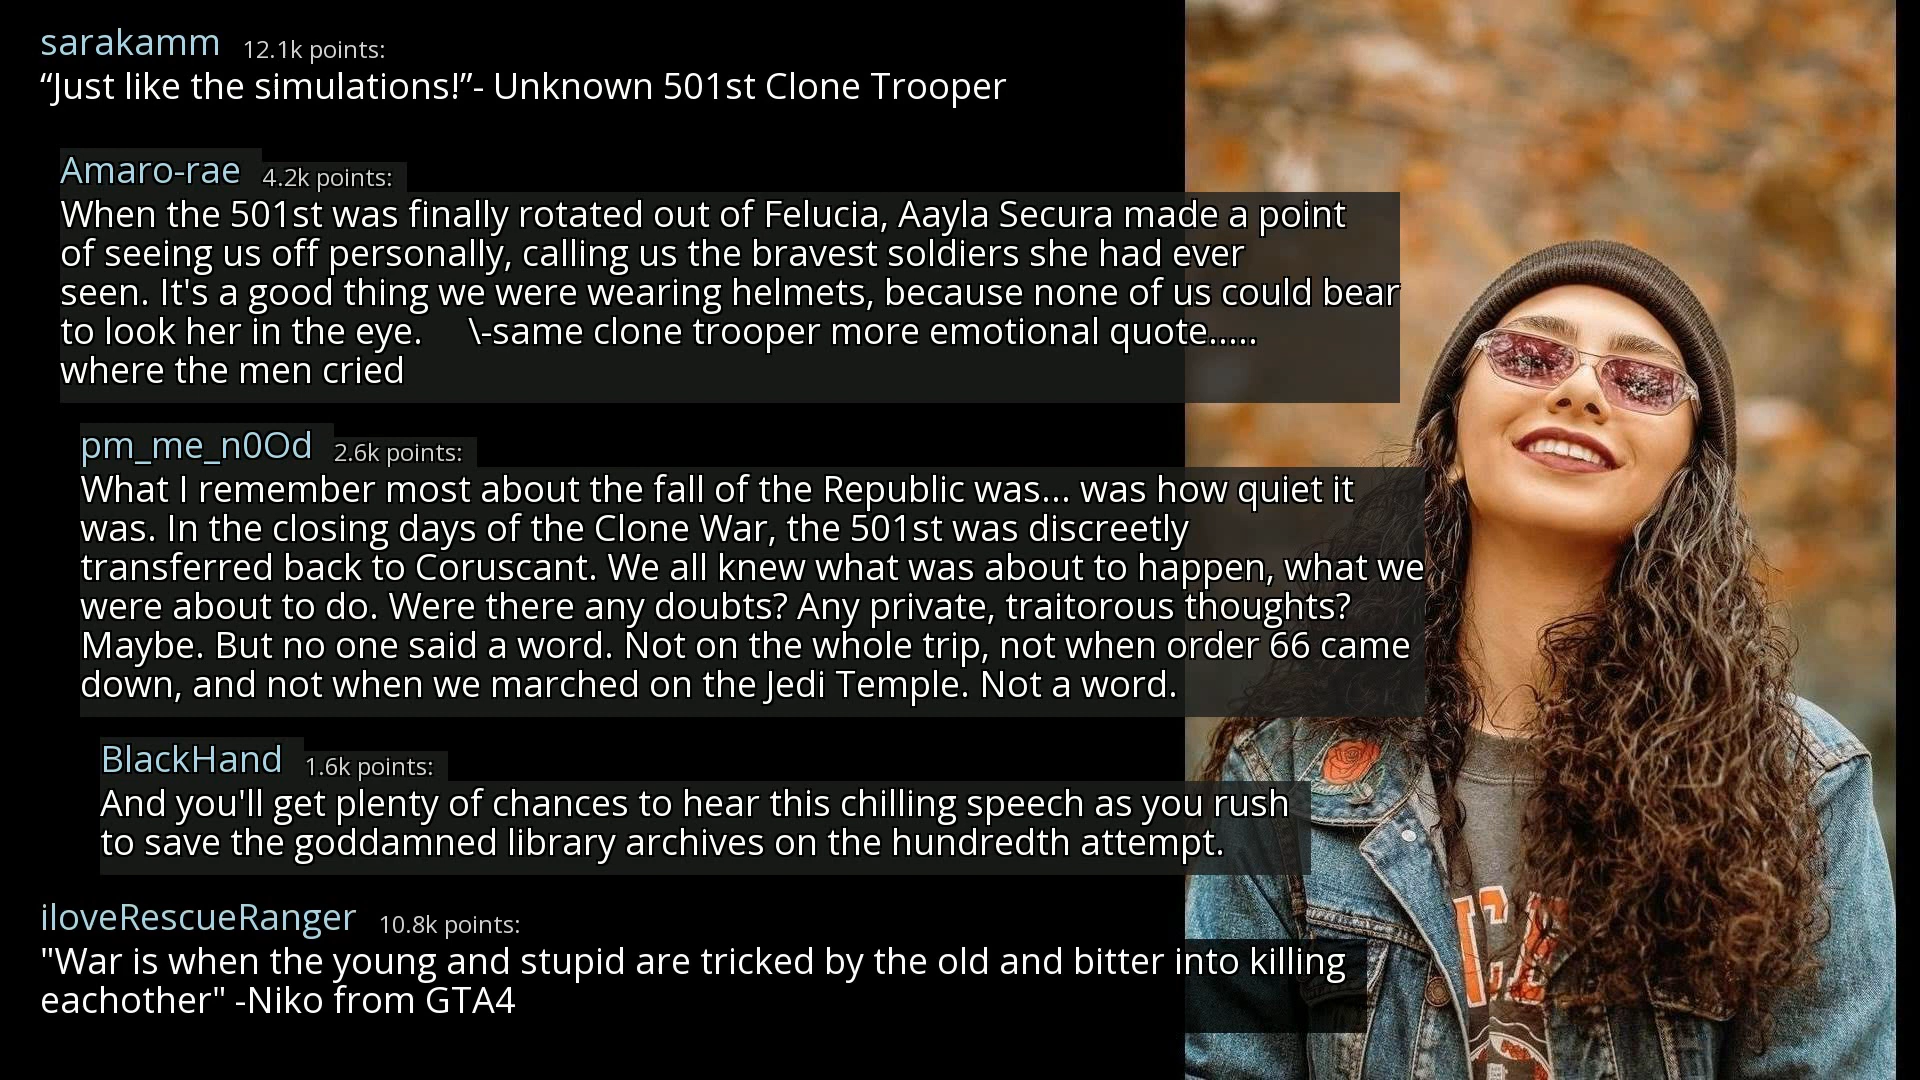 sarakamm 12.1k points:
“Just like the simulations!”- Unknown 501st Clone Trooper
Amaro-rae 4.2k points:
When the 501st was finally rotated out of Felucia, Aayla Secura made a point
of seeing us off personally, calling us the bravest soldiers she had ever
seen. It's a good thing we were wearing helmets, because none of us could bear
to look her in the eye. \-same clone trooper more emotional quote.....
where the men cried
pm_me_n0Od 2.6k points:
What I remember most about the fall of the Republic was... was how quiet it
was. In the closing days of the Clone War, the 501st was discreetly
transferred back to Coruscant. We all knew what was about to happen, what we
were about to do. Were there any doubts? Any private, traitorous thoughts?
Maybe. But no one said a word. Not on the whole trip, not when order 66 came
down, and not when we marched on the Jedi Temple. Not a word.
BlackHand 1.6k points:
And you'll get plenty of chances to hear this chilling speech as you rush
to save the goddamned library archives on the hundredth attempt.
iloveRescueRanger 10.8k points:
"War is when the young and stupid are tricked by the old and bitter into killing
eachother" -Niko from GTA4